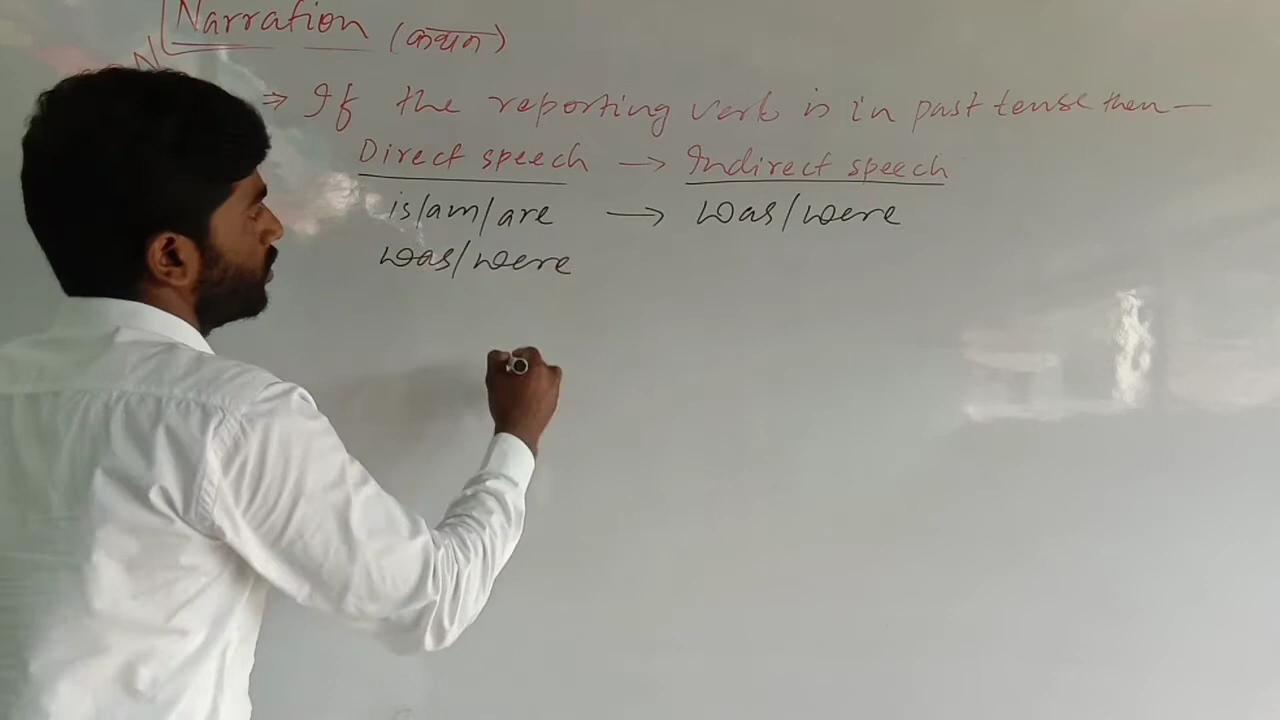 Narration (कथन)
⇒ If the reporting verb is in past tense then—
Direct speech → Indirect speech
is/am/are → was/were
was/were